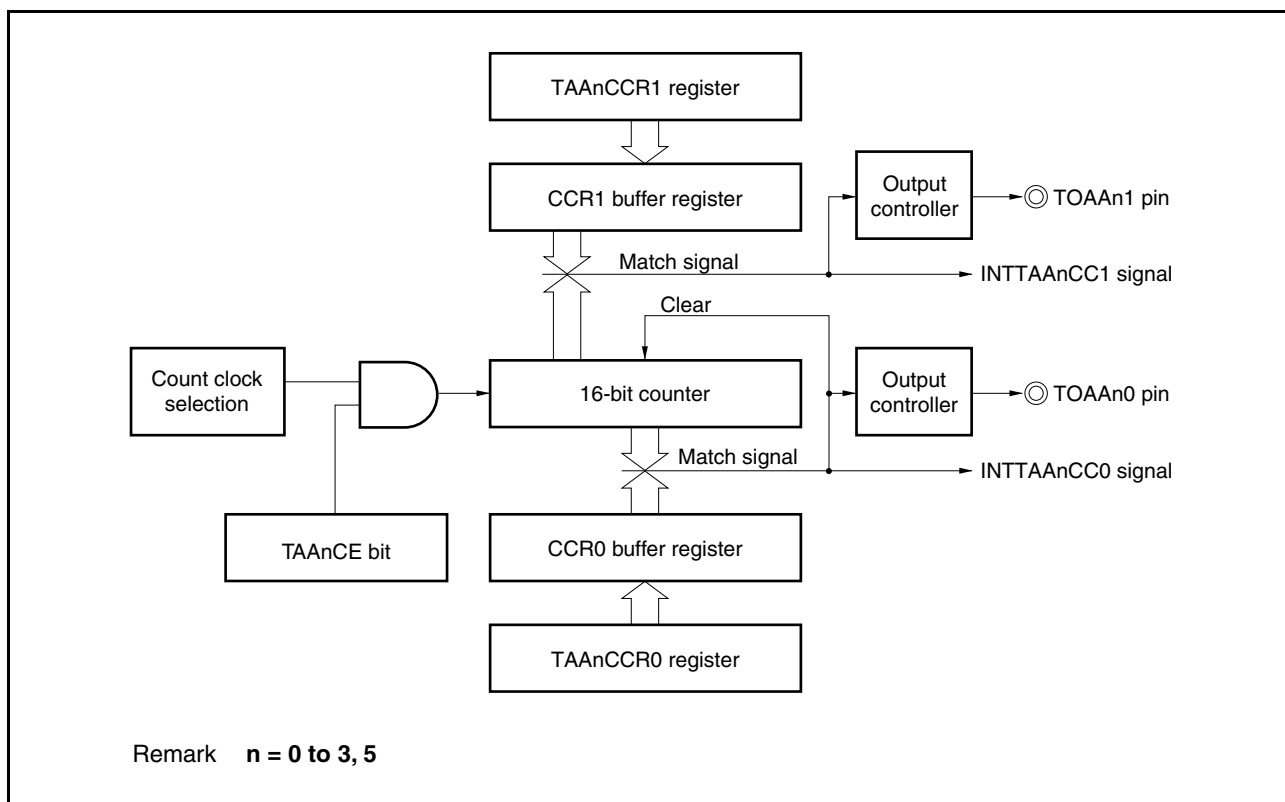 TAAnCCR1 register
CCR1 buffer register
Output
controller
TOAAn1 pin
Match signal
INTTAAnCC1 signal
Clear
Count clock
selection
16-bit counter
Output
controller
TOAAn0 pin
Match signal
INTTAAnCC0 signal
TAAnCE bit
CCR0 buffer register
TAAnCCR0 register
Remark n = 0 to 3, 5